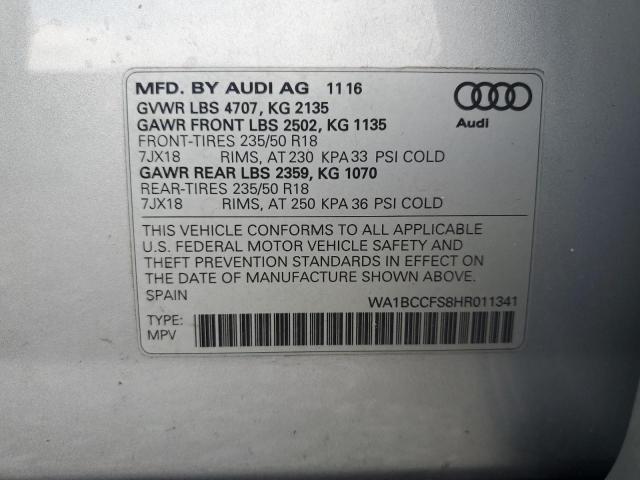 MFD. BY AUDI AG 11 16
GVWR LBS 4707, KG 2135
GAWR FRONT LBS 2502, KG 1135
FRONT-TIRES 235/50 R18
7JX18 RIMS, AT 230 KPA 33 PSI COLD
GAWR REAR LBS 2359, KG 1070
REAR-TIRES 235/50 R18
7JX18 RIMS, AT 250 KPA 36 PSI COLD
Audi
THIS VEHICLE CONFORMS TO ALL APPLICABLE
U.S. FEDERAL MOTOR VEHICLE SAFETY AND
THEFT PREVENTION STANDARDS IN EFFECT ON
THE DATE OF MANUFACTURE SHOWN ABOVE.
SPAIN WA1BCCFS8HR011341
TYPE:
MPV